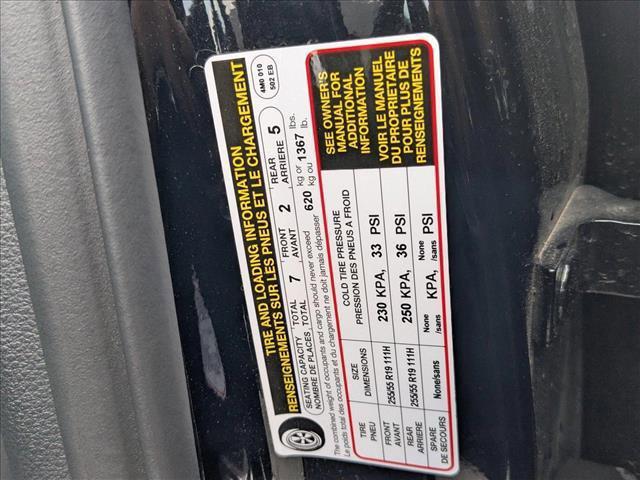 TIRE AND LOADING INFORMATION
RENSEIGNEMENTS SUR LES PNEUS ET LE CHARGEMENT
4M0 010
502 EB
SEATING CAPACITY TOTAL 7 FRONT 2 REAR 5
NOMBRE DE PLACES TOTAL AVANT ARRIERE
The combined weight of occupants and cargo should never exceed 620 kg or 1367 lbs.
Le poids total des occupants et du chargement ne doit jamais dépasser kg ou lb.
TIRE SIZE COLD TIRE PRESSURE
PNEU DIMENSIONS PRESSION DES PNEUS A FROID
FRONT 255/55 R19 111H 230 KPA, 33 PSI
AVANT
REAR 255/55 R19 111H 250 KPA, 36 PSI
ARRIERE
SPARE None/sans None KPA, None PSI
DE SECOURS /sans /sans
SEE OWNER'S
MANUAL FOR
ADDITIONAL
INFORMATION
VOIR LE MANUEL
DU PROPRIETAIRE
POUR PLUS DE
RENSEIGNEMENTS